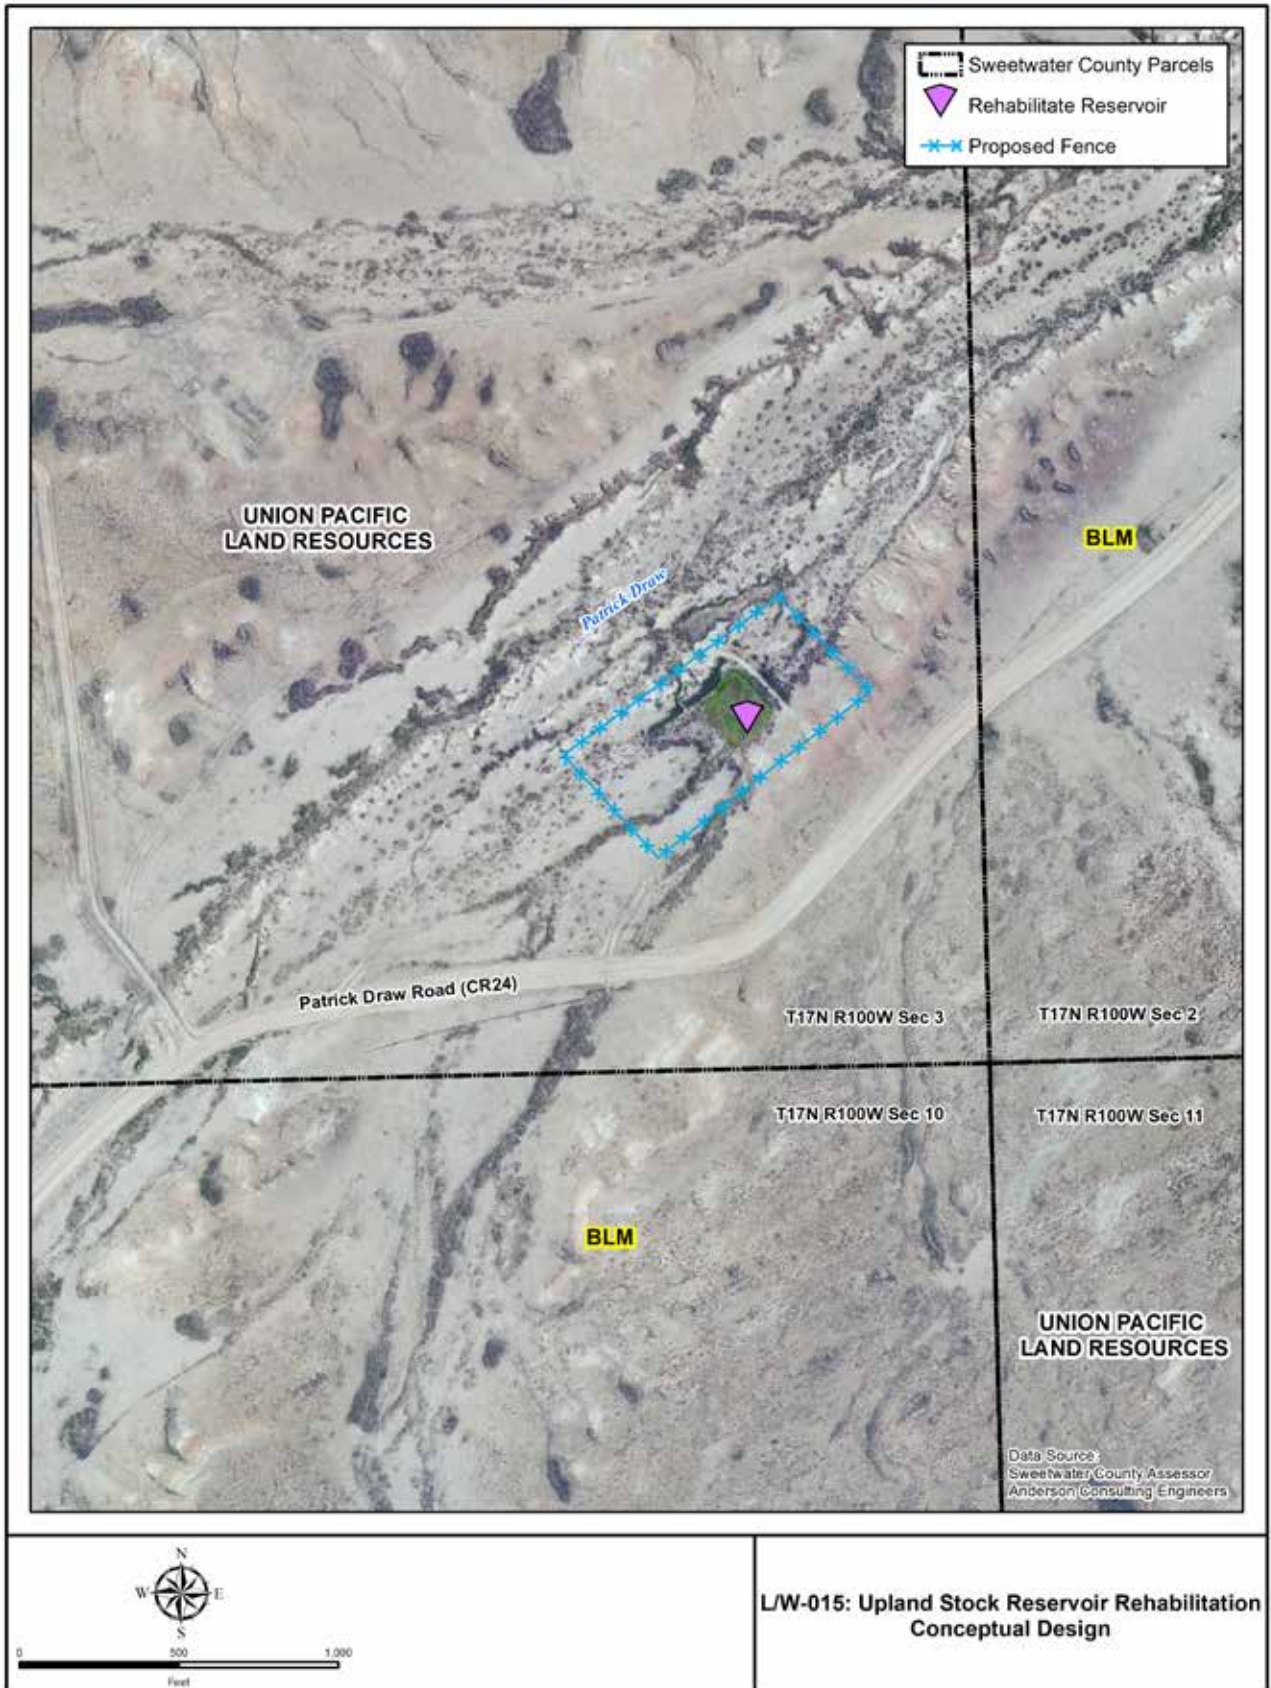 Sweetwater County Parcels
Rehabilitate Reservoir
Proposed Fence
UNION PACIFIC
LAND RESOURCES
BLM
Patrick Draw
Patrick Draw Road (CR24)
T17N R100W Sec 3
T17N R100W Sec 2
T17N R100W Sec 10
T17N R100W Sec 11
BLM
UNION PACIFIC
LAND RESOURCES
Data Source:
Sweetwater County Assessor
Anderson Consulting Engineers
N
W
E
S
0 500 1,000
Feet
L/W-015: Upland Stock Reservoir Rehabilitation
Conceptual Design